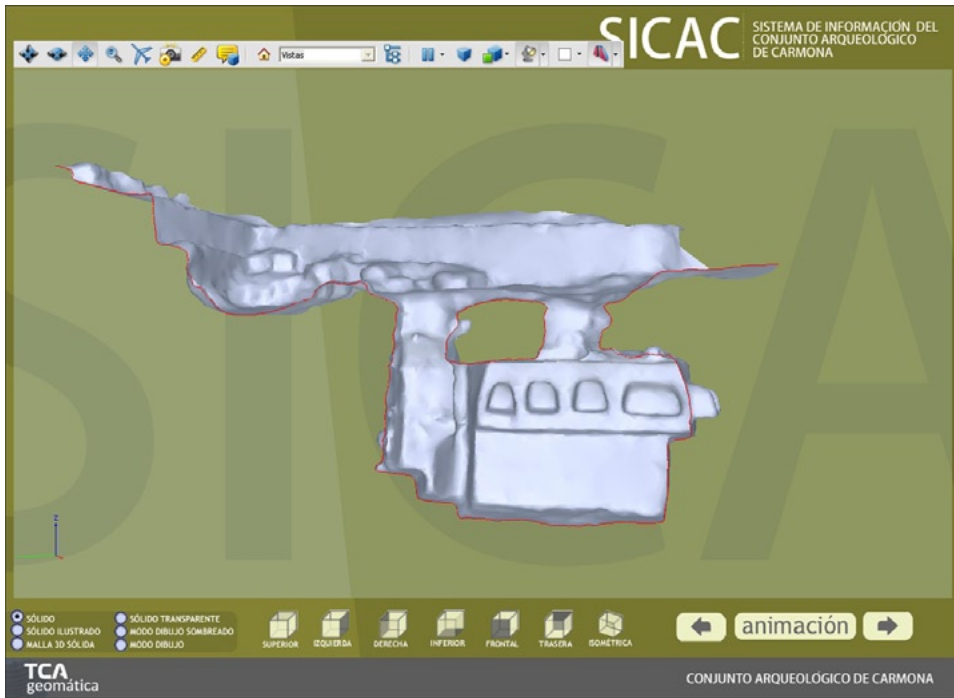 SICAC
SISTEMA DE INFORMACIÓN DEL
CONJUNTO ARQUEOLÓGICO
DE CARMONA
Vistas
SICA
Z
SÓLIDO
SÓLIDO ILUSTRADO
MALLA 3D SÓLIDA
SÓLIDO TRANSPARENTE
MODO DIBUJO SOMBREADO
MODO DIBUJO
SUPERIOR
IZQUIERDA
DERECHA
INFERIOR
FRONTAL
TRASERA
ISOMÉTRICA
animación
TCA
geomática
CONJUNTO ARQUEOLÓGICO DE CARMONA